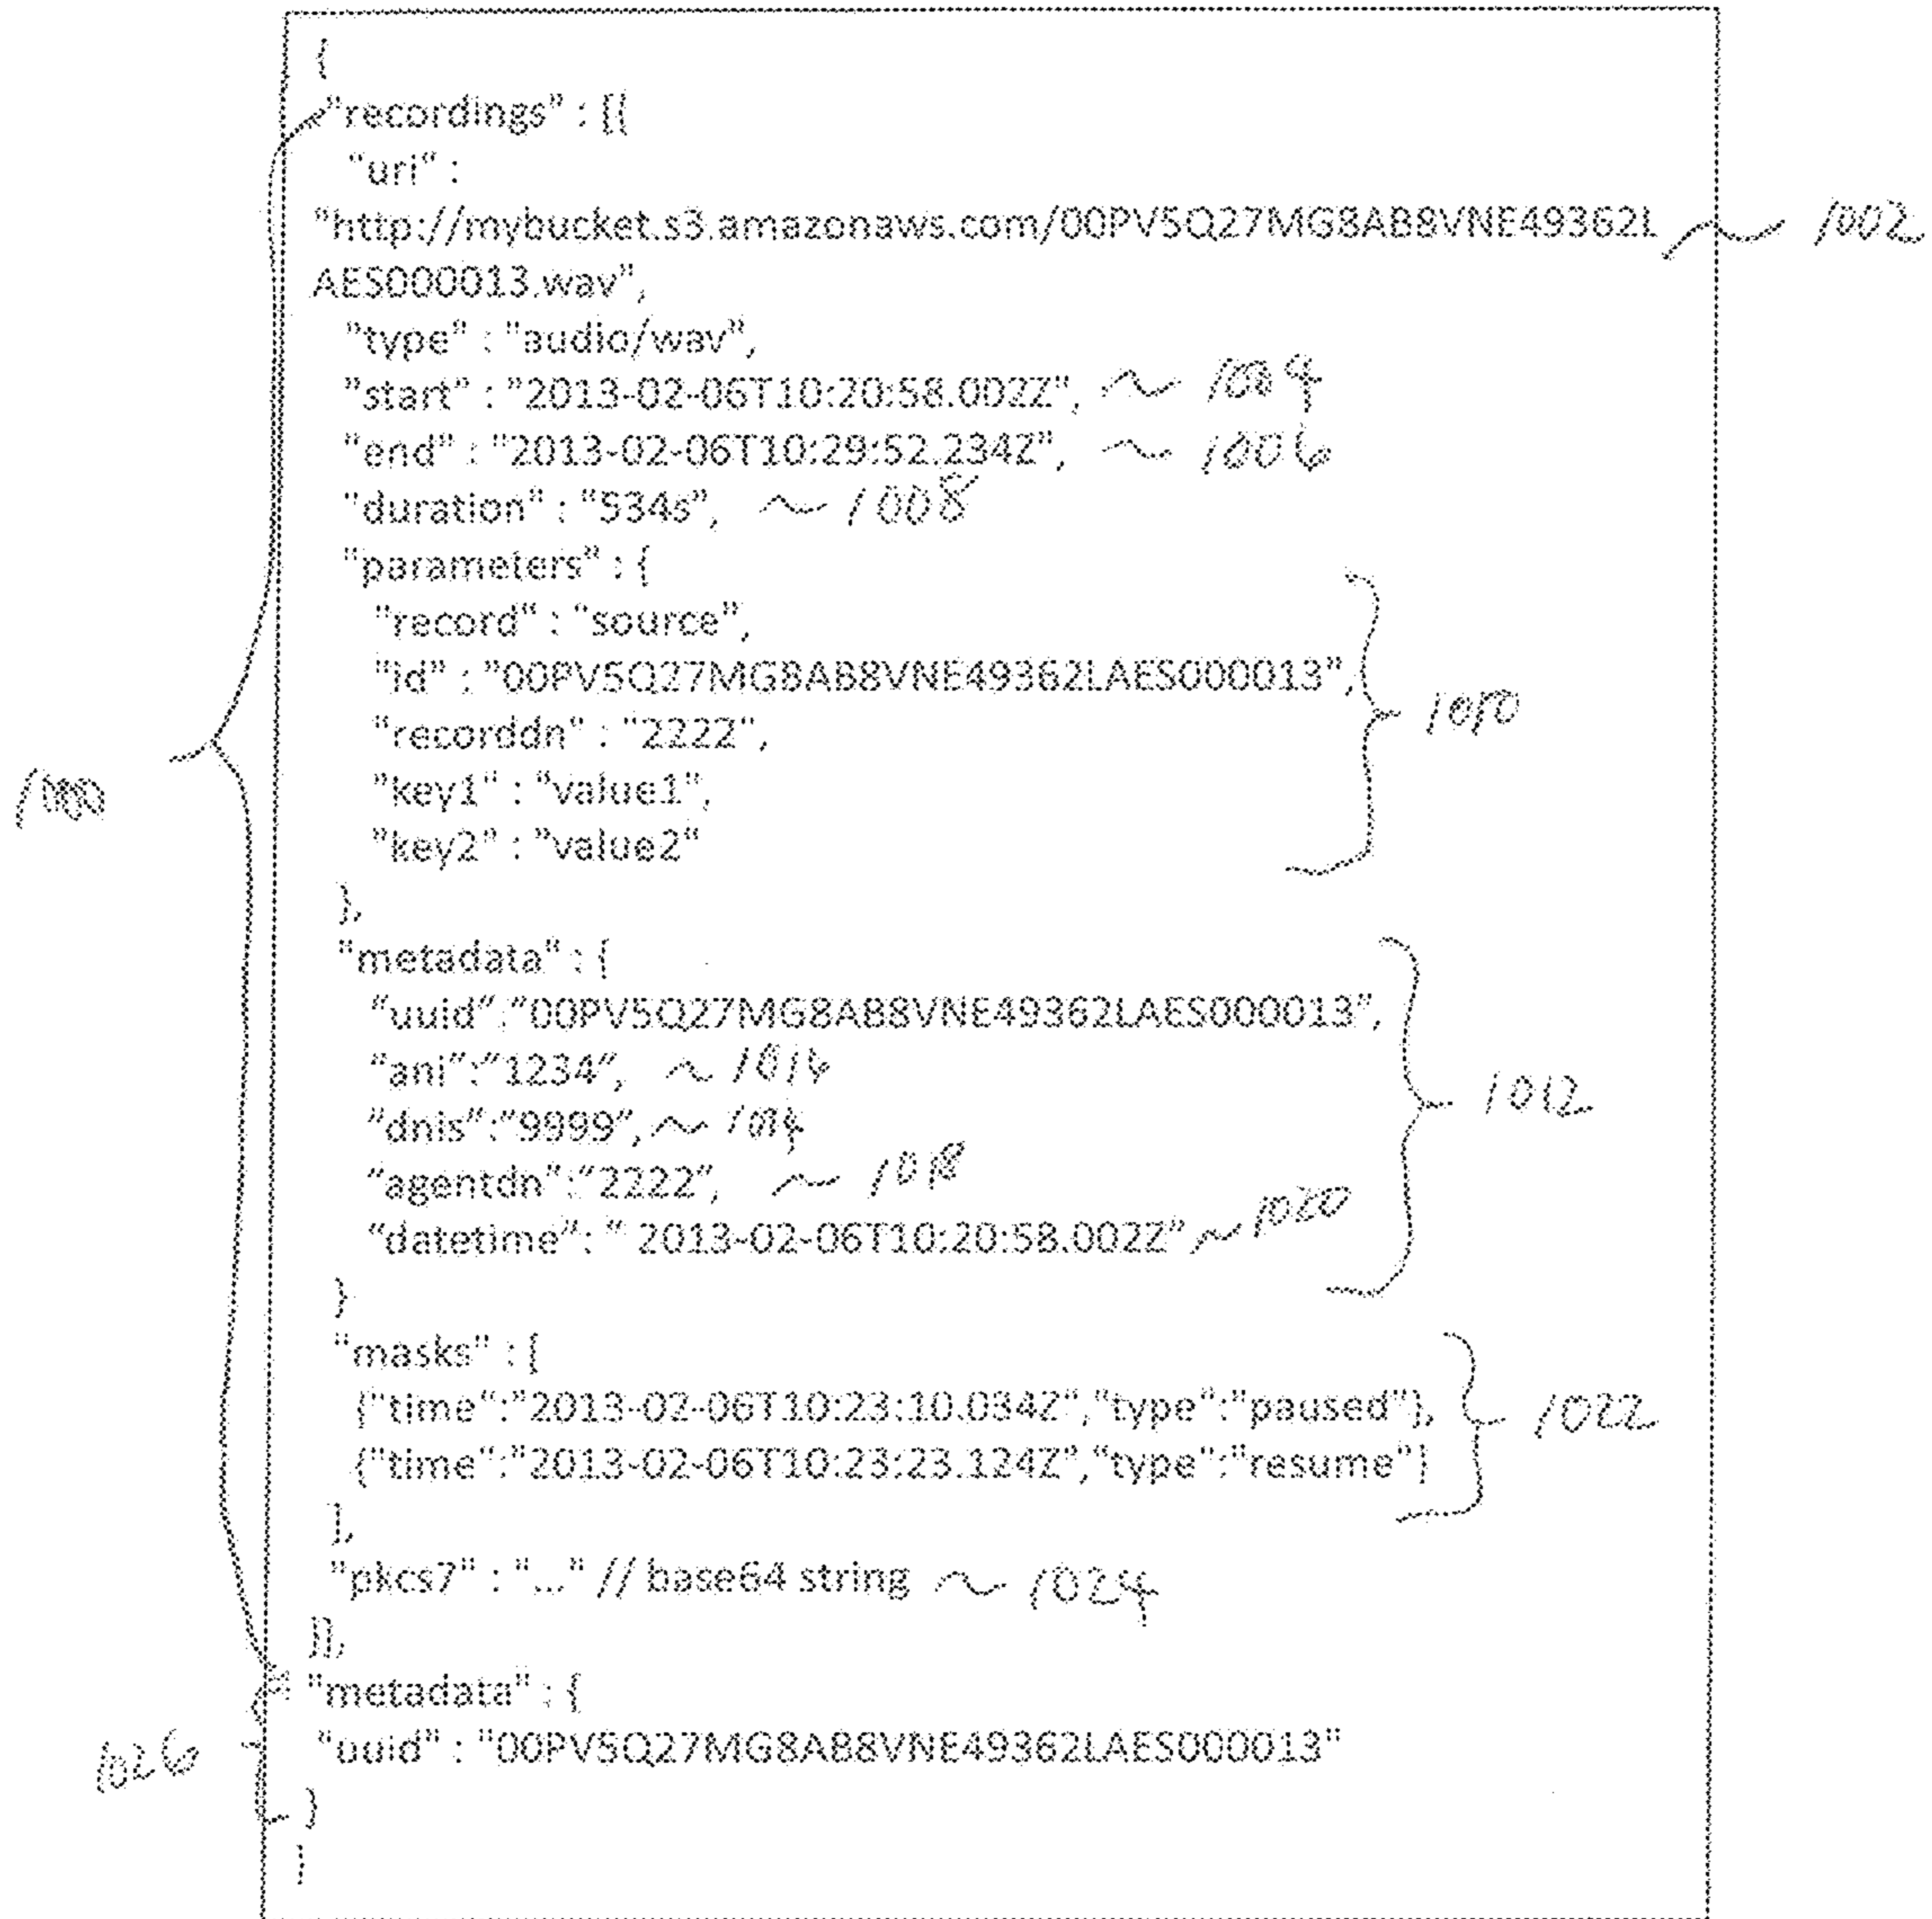 {
"recordings" : [{
"uri" :
"http://mybucket.s3.amazonaws.com/00PV5Q27MG8AB8VNE49362L ~ 1002
AES000013.wav",
"type" : "audio/wav",
"start" : "2013-02-06T10:20:58.002Z", ~ 1004
"end" : "2013-02-06T10:29:52.234Z", ~ 1006
"duration" : "534s", ~ 1008
"parameters" : {
"record" : "source",
"id" : "00PV5Q27MG8AB8VNE49362LAES000013",
"recorddn" : "2222", 1010
1000
"key1" : "value1",
"key2" : "value2"
},
"metadata" : {
"uuid":"00PV5Q27MG8AB8VNE49362LAES000013",
"ani":"1234", ~ 1016
"dnis":"9999", ~ 1014
1012
"agentdn":"2222", ~ 1018
"datetime": " 2013-02-06T10:20:58.002Z" ~ 1020
}
"masks" : [
{"time":"2013-02-06T10:23:10.034Z","type":"paused"}, 1022
{"time":"2013-02-06T10:23:23.124Z","type":"resume"}
],
"pkcs7" : "..." // base64 string ~ 1024
}],
"metadata" : {
1026 "uuid" : "00PV5Q27MG8AB8VNE49362LAES000013"
}
}